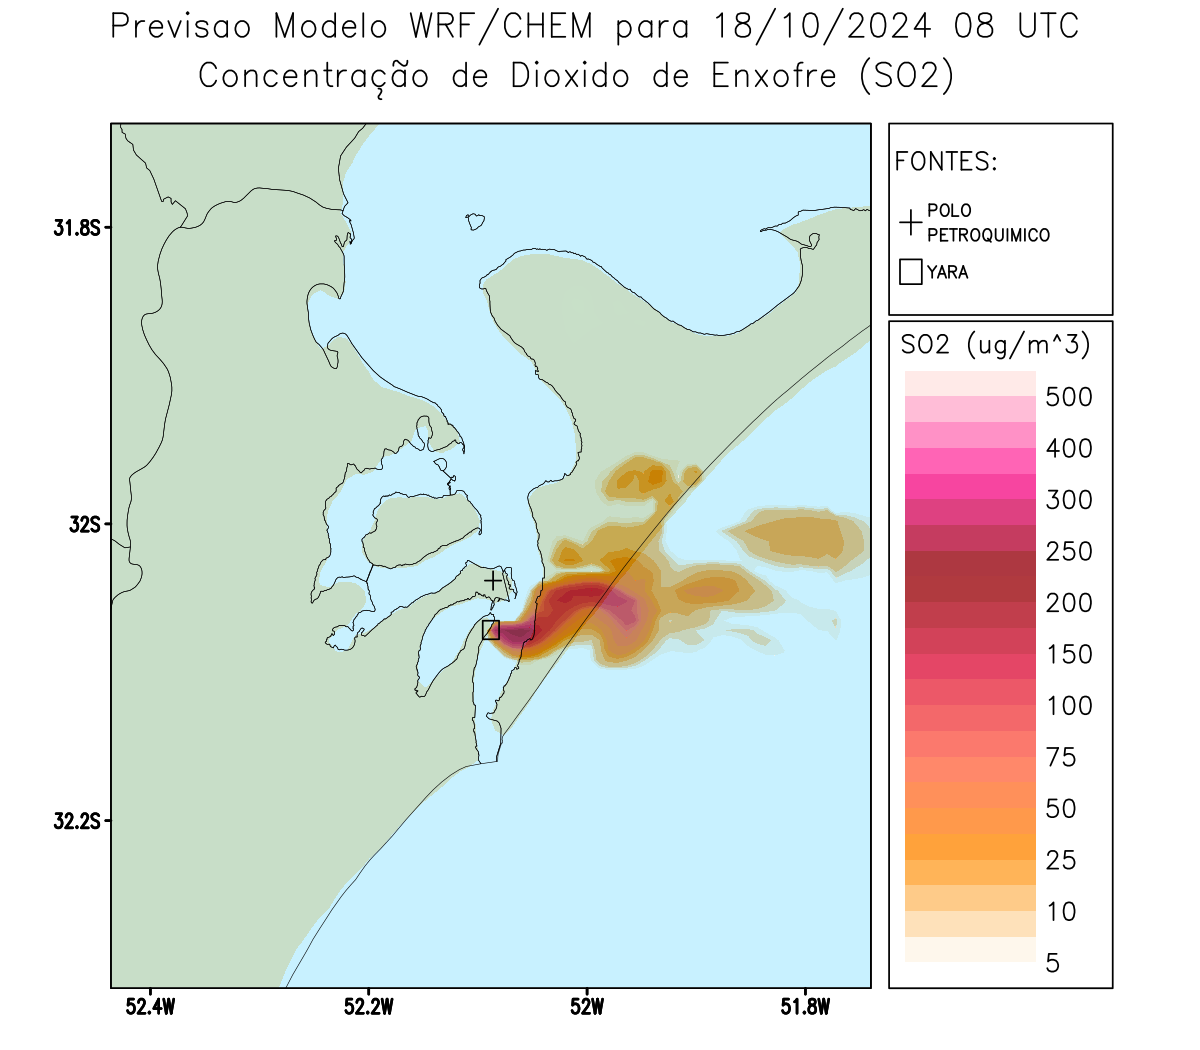 Previsao Modelo WRF/CHEM para 18/10/2024 08 UTC
Concentração de Dioxido de Enxofre (SO2)
FONTES:
POLO
PETROQUIMICO
YARA
31.8S
32S
32.2S
52.4W
52.2W
52W
51.8W
SO2 (ug/m^3)
500
400
300
250
200
150
100
75
50
25
10
5